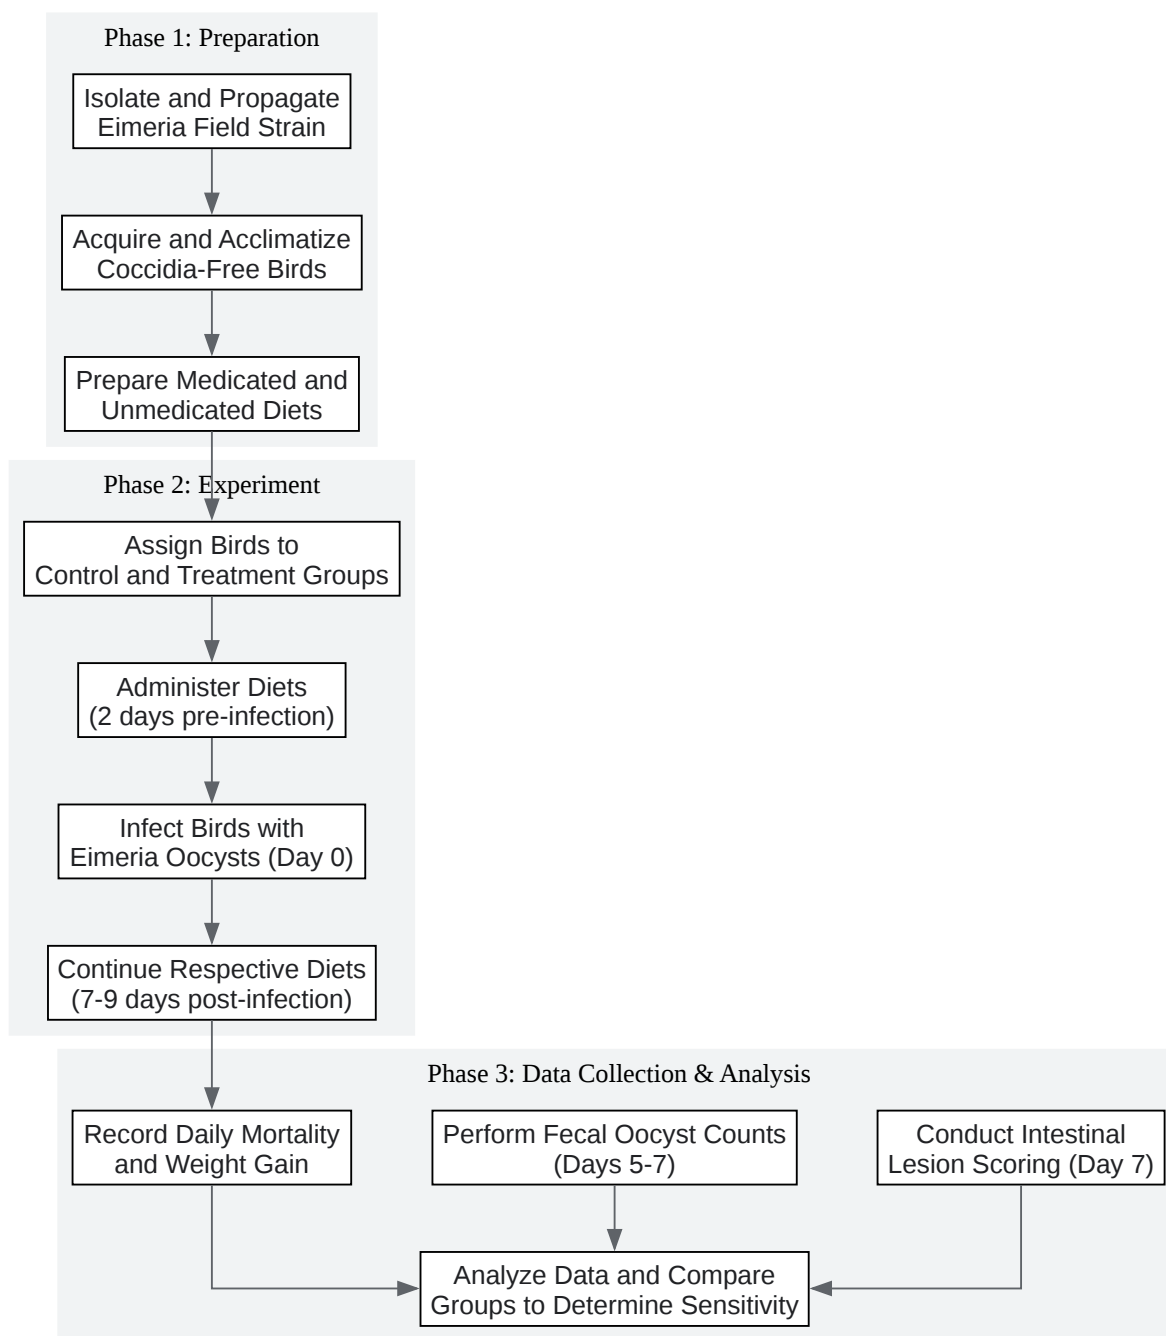 Phase 1: Preparation
Isolate and Propagate
Eimeria Field Strain
Acquire and Acclimatize
Coccidia-Free Birds
Prepare Medicated and
Unmedicated Diets
Phase 2: Experiment
Assign Birds to
Control and Treatment Groups
Administer Diets
(2 days pre-infection)
Infect Birds with
Eimeria Oocysts (Day 0)
Continue Respective Diets
(7-9 days post-infection)
Phase 3: Data Collection & Analysis
Record Daily Mortality
and Weight Gain
Perform Fecal Oocyst Counts
(Days 5-7)
Conduct Intestinal
Lesion Scoring (Day 7)
Analyze Data and Compare
Groups to Determine Sensitivity